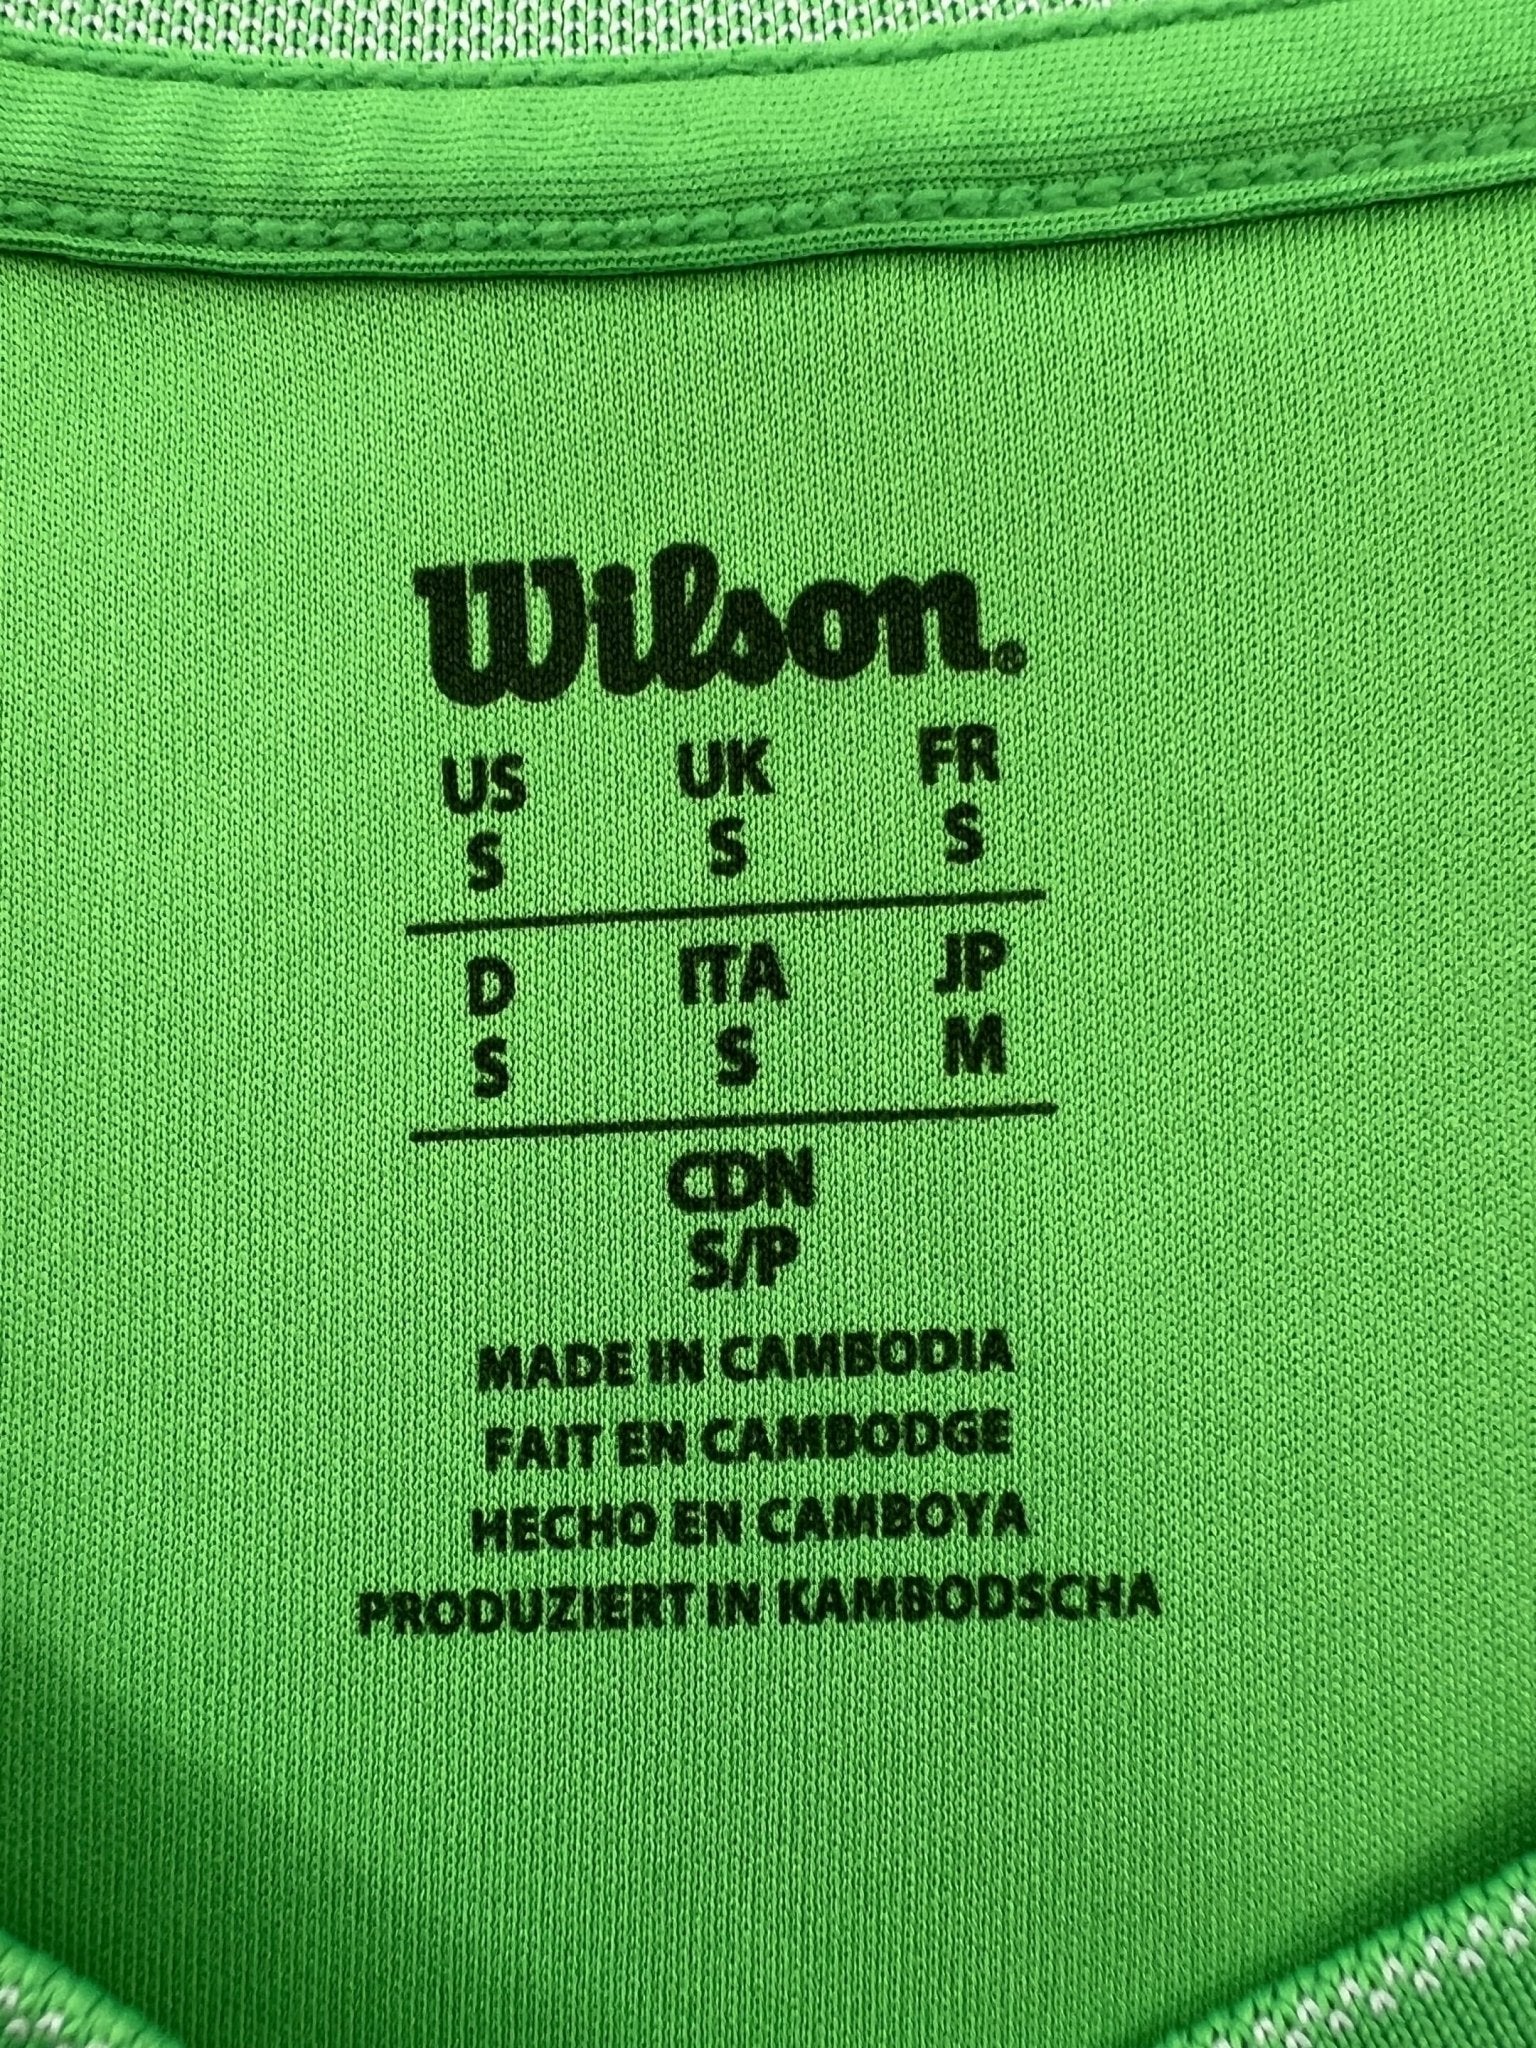 Wilson®
US UK FR
S S S
D ITA JP
S S M
CDN
S/P
MADE IN CAMBODIA
FAIT EN CAMBODGE
HECHO EN CAMBOYA
PRODUZIERT IN KAMBODSCHA